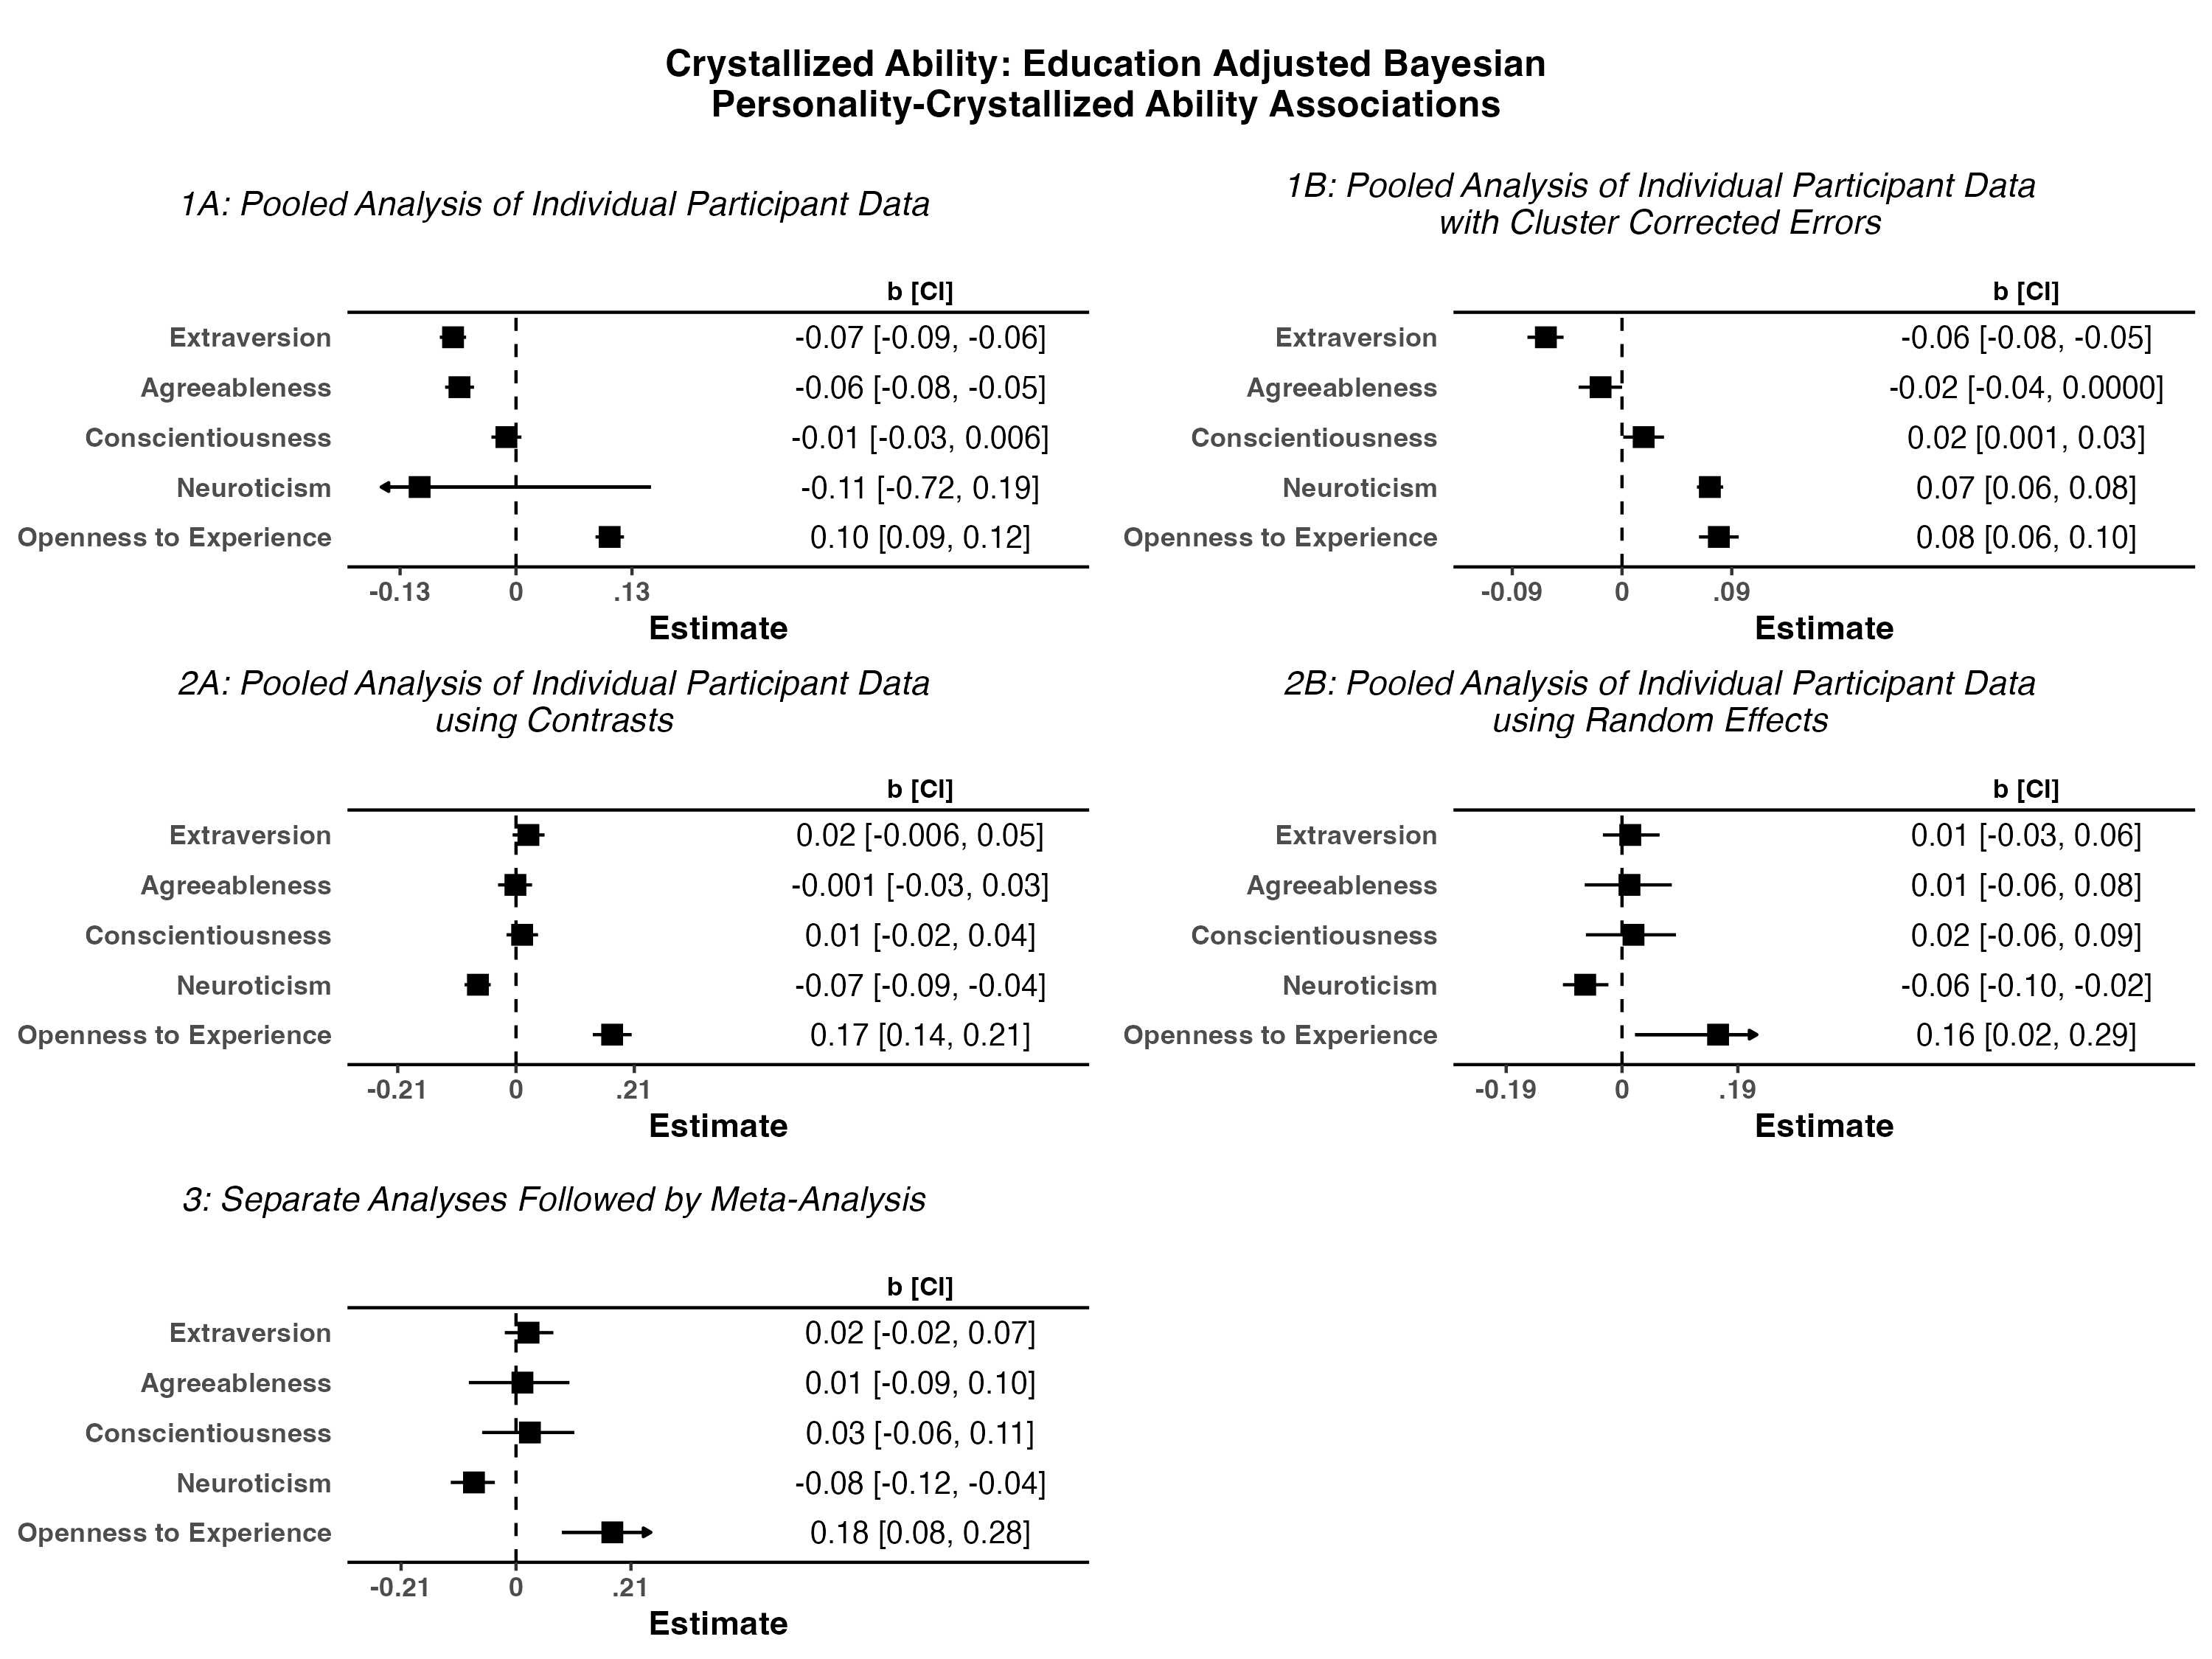 Crystallized Ability: Education Adjusted Bayesian
Personality-Crystallized Ability Associations
1A: Pooled Analysis of Individual Participant Data
b [CI]
Extraversion -0.07 [-0.09, -0.06]
Agreeableness -0.06 [-0.08, -0.05]
Conscientiousness -0.01 [-0.03, 0.006]
Neuroticism -0.11 [-0.72, 0.19]
Openness to Experience 0.10 [0.09, 0.12]
-0.13 0 .13
Estimate
1B: Pooled Analysis of Individual Participant Data
with Cluster Corrected Errors
b [CI]
Extraversion -0.06 [-0.08, -0.05]
Agreeableness -0.02 [-0.04, 0.0000]
Conscientiousness 0.02 [0.001, 0.03]
Neuroticism 0.07 [0.06, 0.08]
Openness to Experience 0.08 [0.06, 0.10]
-0.09 0 .09
Estimate
2A: Pooled Analysis of Individual Participant Data
using Contrasts
b [CI]
Extraversion 0.02 [-0.006, 0.05]
Agreeableness -0.001 [-0.03, 0.03]
Conscientiousness 0.01 [-0.02, 0.04]
Neuroticism -0.07 [-0.09, -0.04]
Openness to Experience 0.17 [0.14, 0.21]
-0.21 0 .21
Estimate
2B: Pooled Analysis of Individual Participant Data
using Random Effects
b [CI]
Extraversion 0.01 [-0.03, 0.06]
Agreeableness 0.01 [-0.06, 0.08]
Conscientiousness 0.02 [-0.06, 0.09]
Neuroticism -0.06 [-0.10, -0.02]
Openness to Experience 0.16 [0.02, 0.29]
-0.19 0 .19
Estimate
3: Separate Analyses Followed by Meta-Analysis
b [CI]
Extraversion 0.02 [-0.02, 0.07]
Agreeableness 0.01 [-0.09, 0.10]
Conscientiousness 0.03 [-0.06, 0.11]
Neuroticism -0.08 [-0.12, -0.04]
Openness to Experience 0.18 [0.08, 0.28]
-0.21 0 .21
Estimate